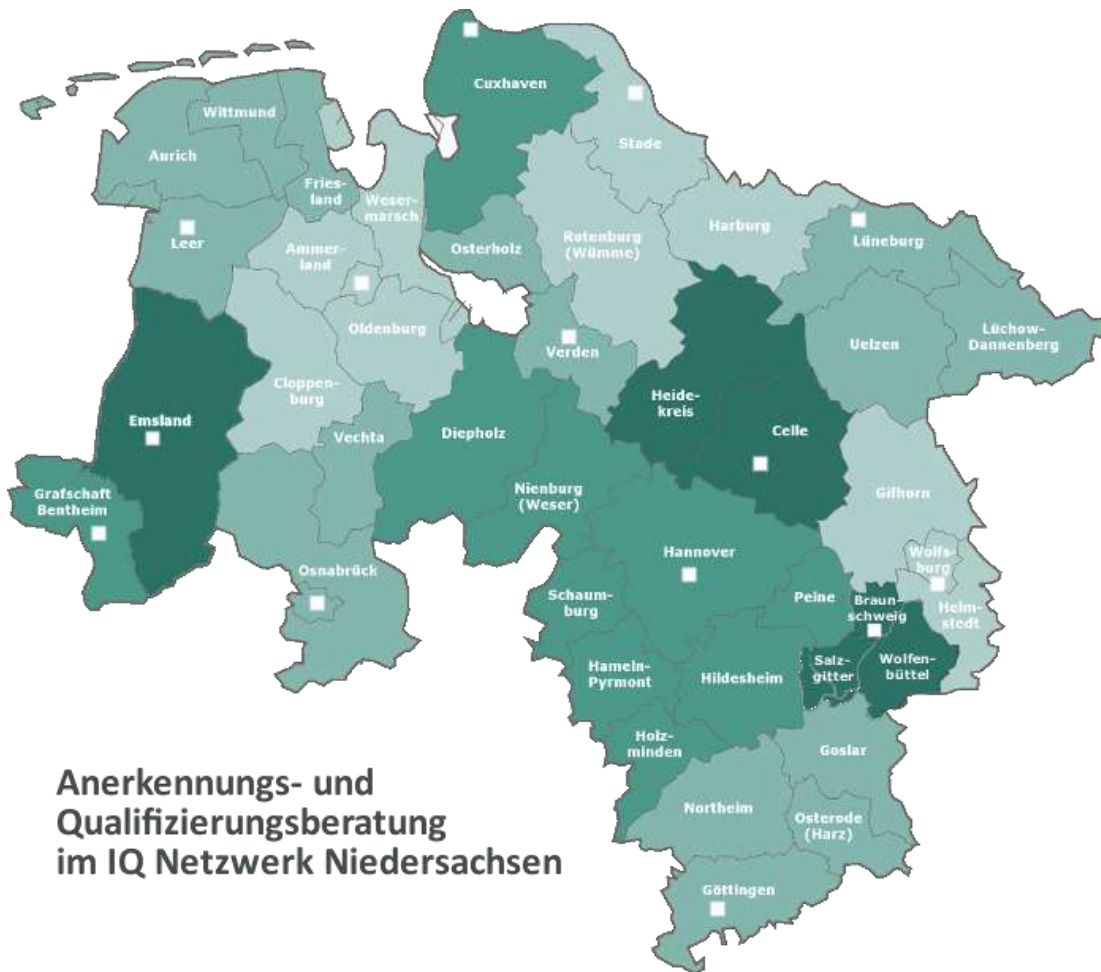 Cuxhaven
Wittmund
Stade
Aurich
Fries-
land
Weser-
marsch
Harburg
Lüneburg
Leer
Ammer-
land
Osterholz
Rotenburg
(Wümme)
Oldenburg
Verden
Uelzen
Lüchow-
Dannenberg
Cloppen-
burg
Heide-
kreis
Emsland
Vechta
Diepholz
Celle
Grafschaft
Bentheim
Nienburg
(Weser)
Gifhorn
Hannover
Wolfs-
burg
Osnabrück
Schaum-
burg
Peine
Braun-
schweig
Helm-
stedt
Hameln-
Pyrmont
Hildesheim
Salz-
gitter
Wolfen-
büttel
Holz-
minden
Goslar
Northeim
Osterode
(Harz)
Göttingen
Anerkennungs- und
Qualifizierungsberatung
im IQ Netzwerk Niedersachsen